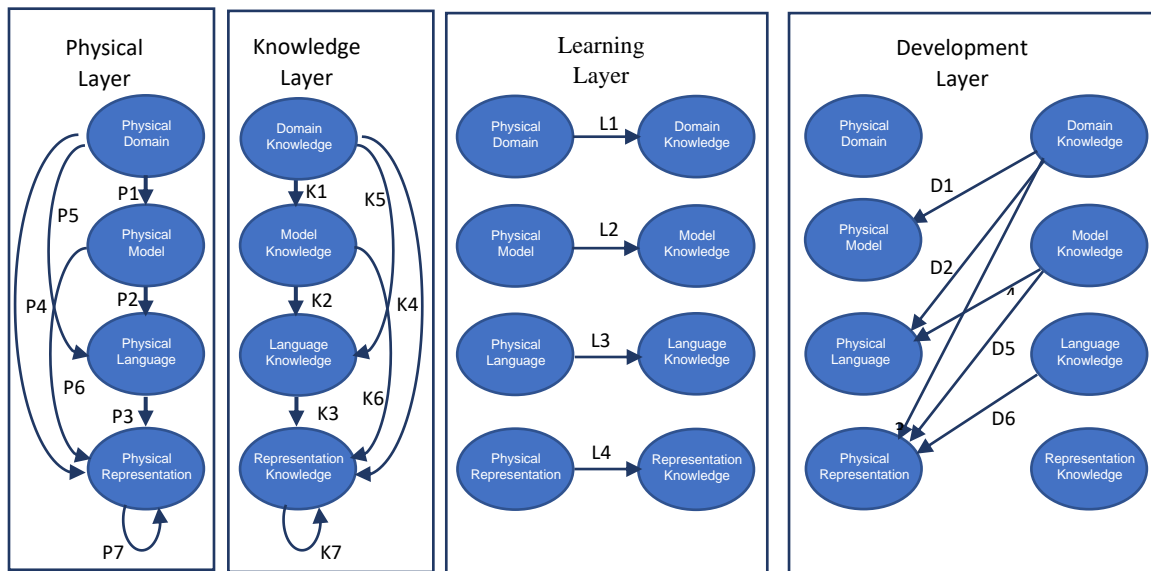 Physical
Layer
Physical
Domain
P1
P5
Physical
Model
P4
P2
Physical
Language
P6
P3
Physical
Representation
P7
Knowledge
Layer
Domain
Knowledge
K1
K5
Model
Knowledge
K2
K4
Language
Knowledge
K3
K6
Representation
Knowledge
K7
Learning
Layer
Physical
Domain
L1
Domain
Knowledge
Physical
Model
L2
Model
Knowledge
Physical
Language
L3
Language
Knowledge
Physical
Representation
L4
Representation
Knowledge
Development
Layer
Physical
Domain
Domain
Knowledge
D1
Physical
Model
Model
Knowledge
D2
Physical
Language
D5
Language
Knowledge
D6
Physical
Representation
Representation
Knowledge